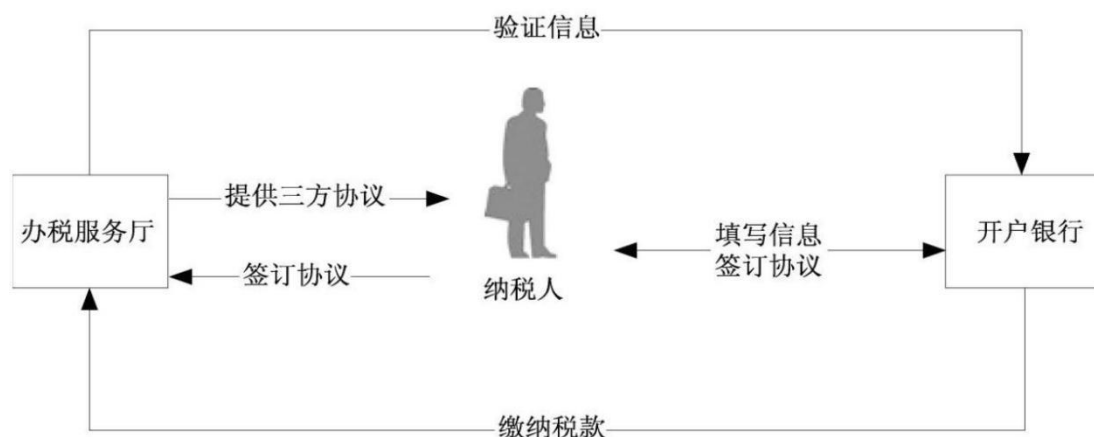 验证信息
提供三方协议
办税服务厅
签订协议
纳税人
填写信息
签订协议
开户银行
缴纳税款